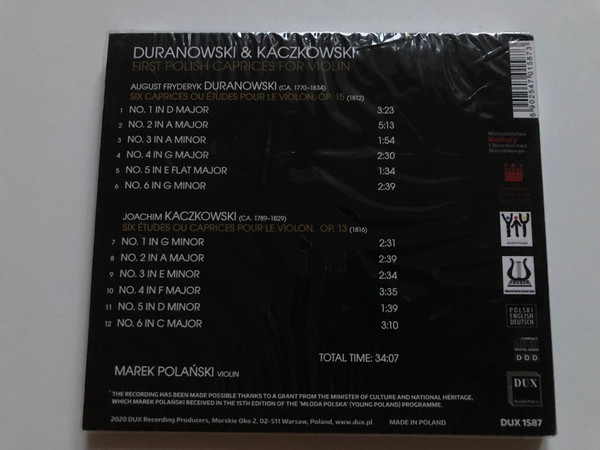 DURANOWSKI & KACZKOWSKI
FIRST POLISH CAPRICES FOR VIOLIN
AUGUST FRYDERYK DURANOWSKI (CA. 1770–1834)
SIX CAPRICES OU ÉTUDES POUR LE VIOLON, OP. 15 (1812)
1 NO. 1 IN D MAJOR 3:23
2 NO. 2 IN A MAJOR 5:13
3 NO. 3 IN A MINOR 1:54
4 NO. 4 IN G MAJOR 2:30
5 NO. 5 IN E FLAT MAJOR 1:34
6 NO. 6 IN G MINOR 2:39
JOACHIM KACZKOWSKI (CA. 1789–1829)
SIX ÉTUDES OU CAPRICES POUR LE VIOLON, OP. 13 (1816)
7 NO. 1 IN G MINOR 2:31
8 NO. 2 IN A MAJOR 2:39
9 NO. 3 IN E MINOR 2:34
10 NO. 4 IN F MAJOR 3:35
11 NO. 5 IN D MINOR 1:39
12 NO. 6 IN C MAJOR 3:10
TOTAL TIME: 34:07
MAREK POLAŃSKI VIOLIN
*THE RECORDING HAS BEEN MADE POSSIBLE THANKS TO A GRANT FROM THE MINISTER OF CULTURE AND NATIONAL HERITAGE,
WHICH MAREK POLAŃSKI RECEIVED IN THE 15TH EDITION OF THE 'MŁODA POLSKA' (YOUNG POLAND) PROGRAMME.
2020 DUX Recording Producers, Morskie Oko 2, 02-511 Warsaw, Poland, www.dux.pl MADE IN POLAND
5 902547 015873
Ministerstwo
Kultury
i Dziedzictwa
Narodowego
POLSKI
ENGLISH
DEUTSCH
DDD
DUX
DUX 1587